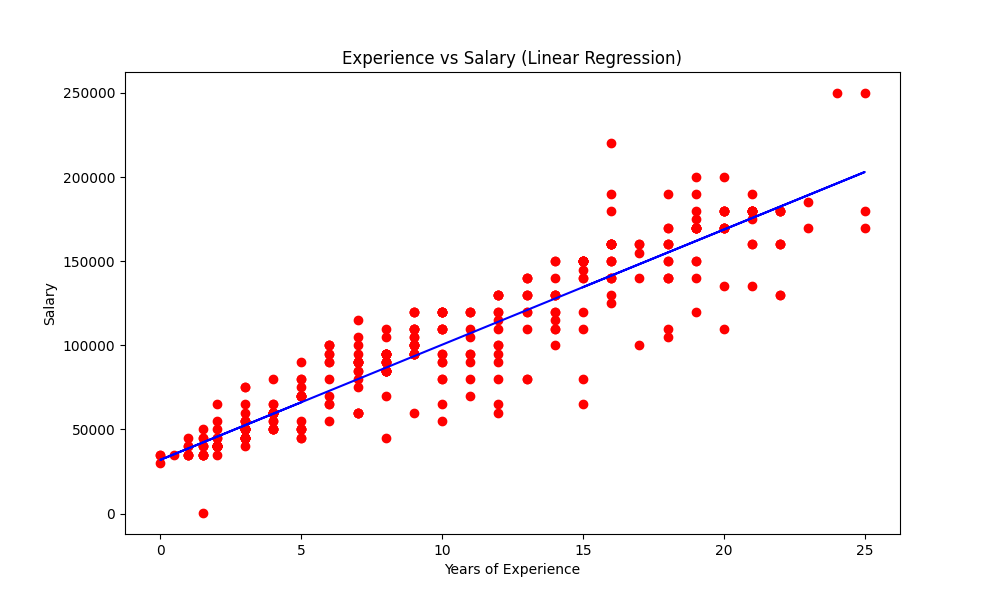 Experience vs Salary (Linear Regression)
250000
200000
150000
100000
50000
0
Salary
0 5 10 15 20 25
Years of Experience